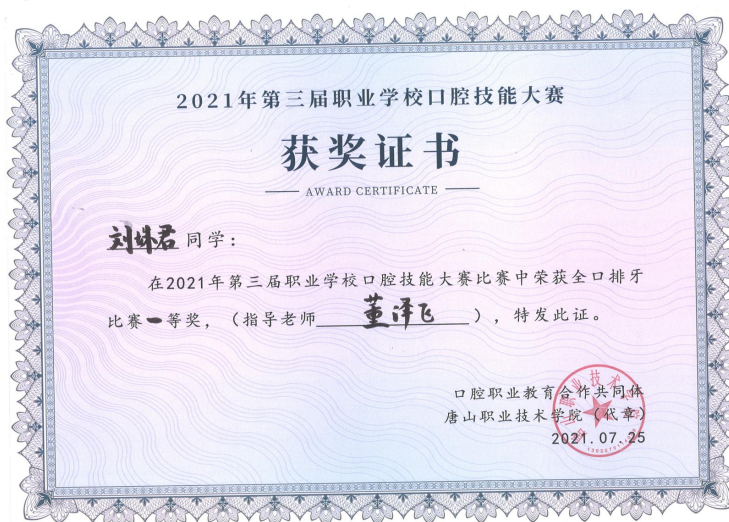 2021年第三届职业学校口腔技能大赛
获奖证书
AWARD CERTIFICATE
刘姝君同学：
在2021年第三届职业学校口腔技能大赛比赛中荣获全口排牙
比赛一等奖，（指导老师董泽飞），特发此证。
口腔职业教育合作共同体
唐山职业技术学院（代章）
2021.07.25